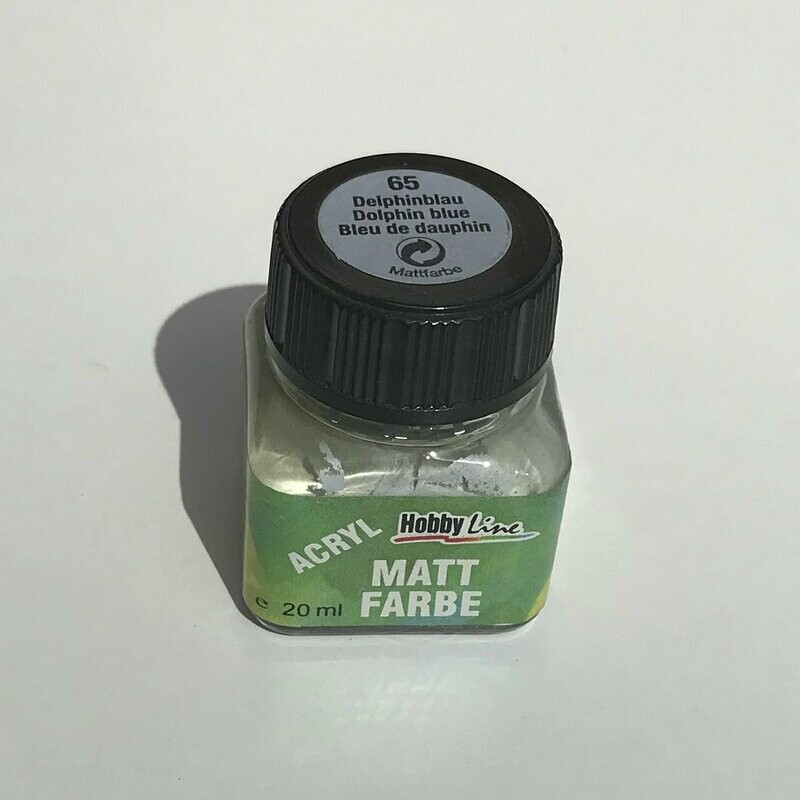 65
Delphinblau
Dolphin blue
Bleu de dauphin
Mattfarbe
ACRYL
Hobby Line
MATT
FARBE
e 20 ml